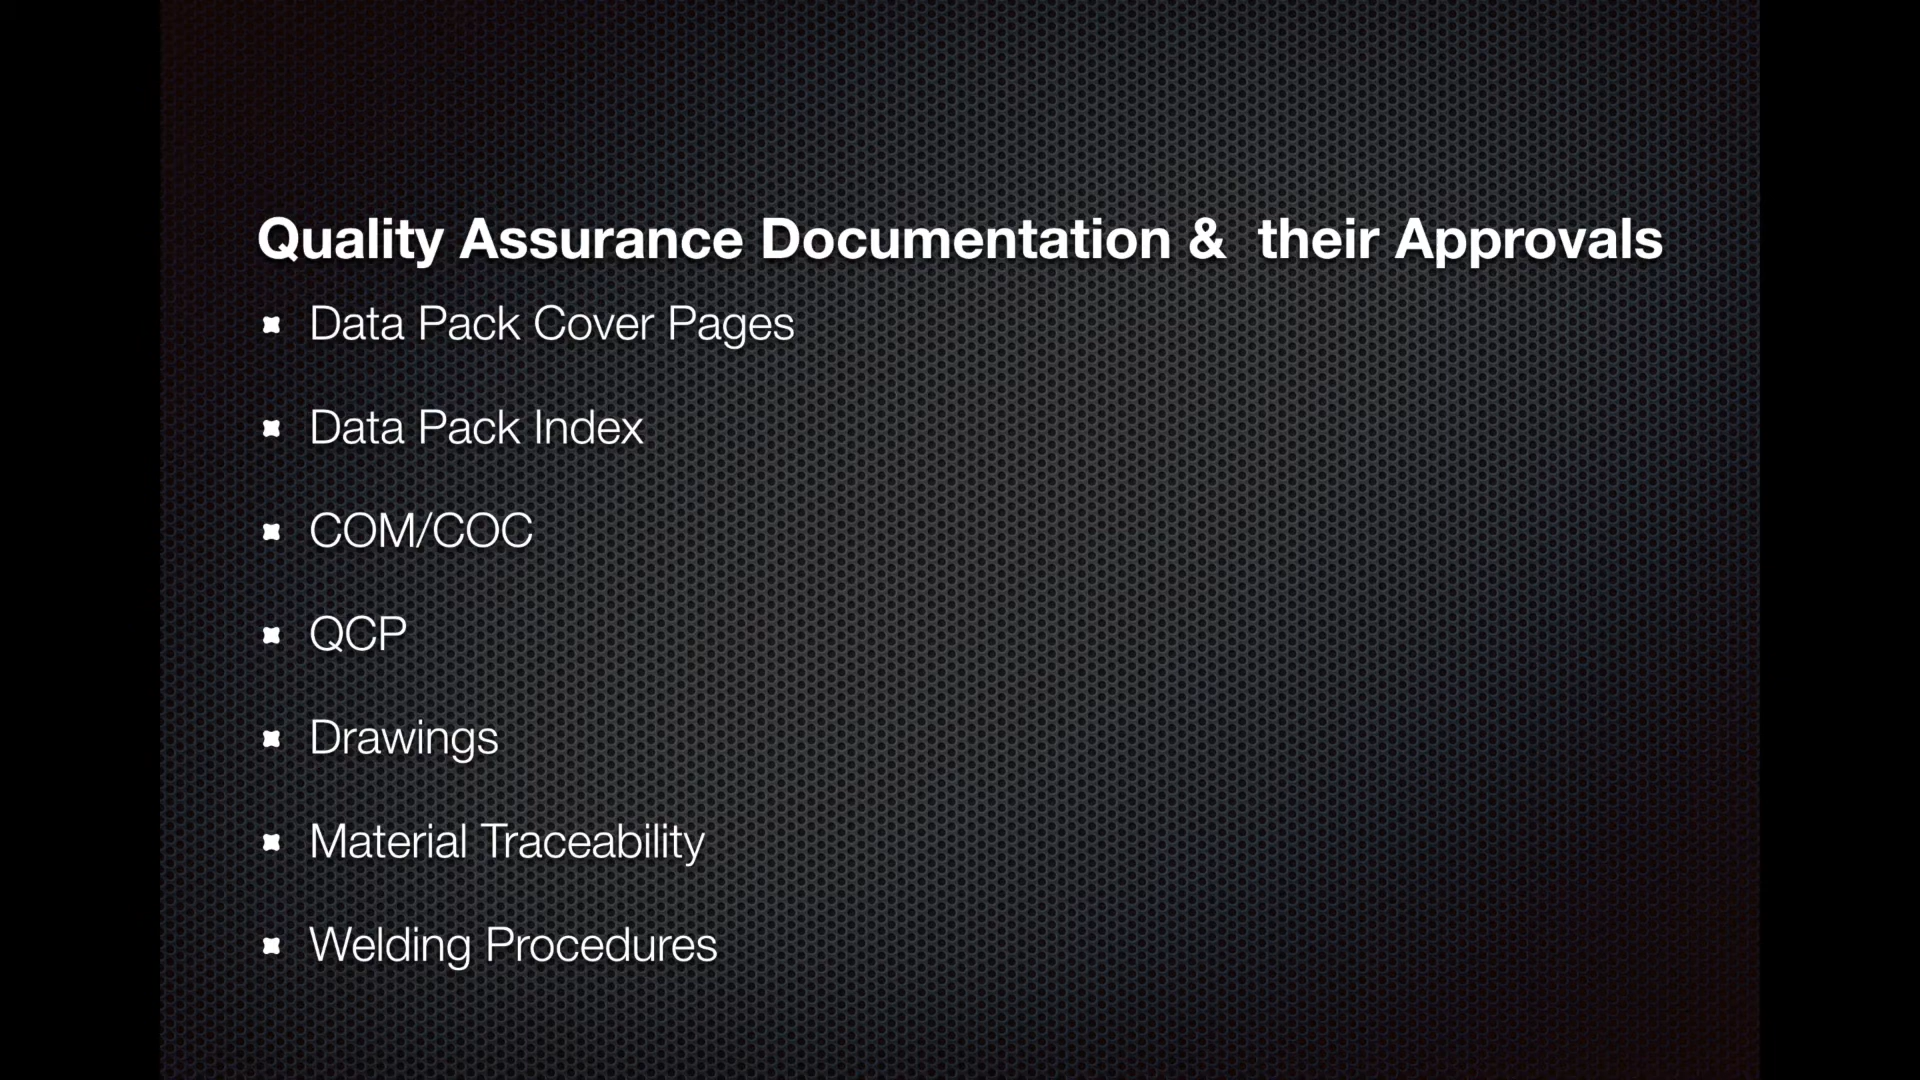 Quality Assurance Documentation &  their Approvals
Data Pack Cover Pages
Data Pack Index
COM/COC
QCP
Drawings
Material Traceability
Welding Procedures